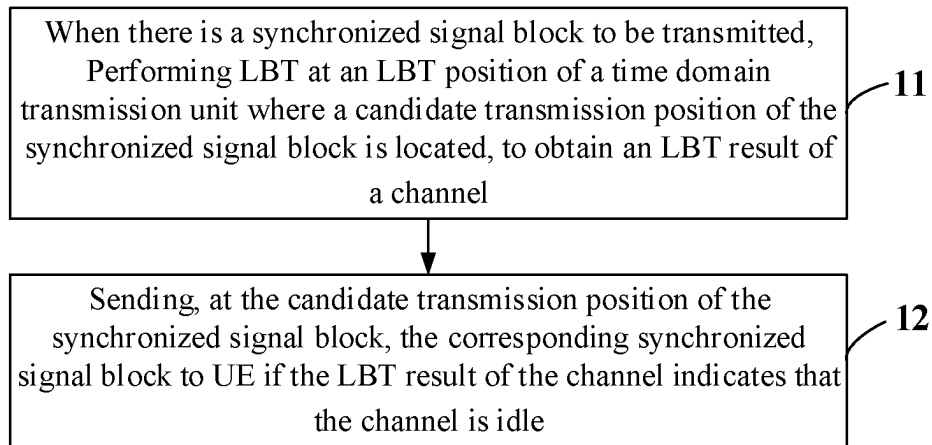 When there is a synchronized signal block to be transmitted,
Performing LBT at an LBT position of a time domain
transmission unit where a candidate transmission position of the
synchronized signal block is located, to obtain an LBT result of
a channel
11
Sending, at the candidate transmission position of the
synchronized signal block, the corresponding synchronized
signal block to UE if the LBT result of the channel indicates that
the channel is idle
12